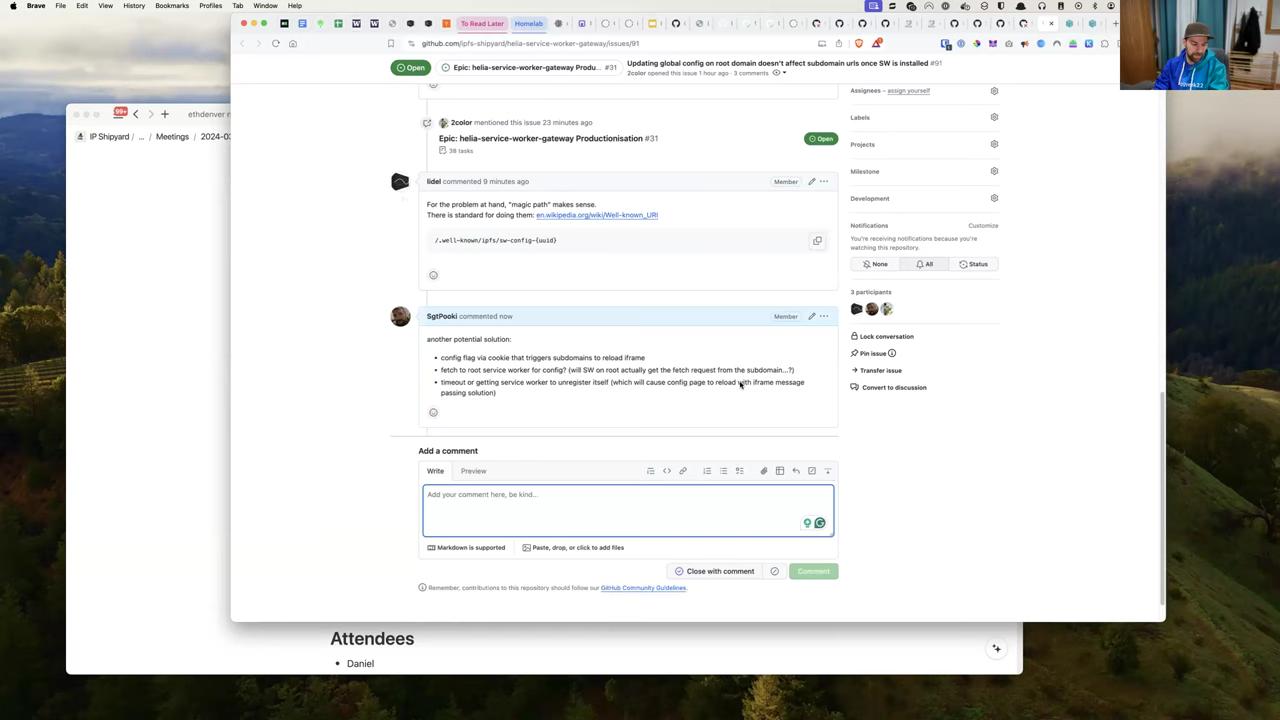 Brave File Edit View History Bookmarks Profiles Tab Window Help
To Read Later Homelab
github.com/ipfs-shipyard/helia-service-worker-gateway/issues/91
Open Epic: helia-service-worker-gateway Produ... #31
Updating global config on root domain doesn't affect subdomain urls once SW is installed #91
2color opened this issue 1 hour ago · 3 comments
99+
ethdenver
IP Shipyard / ... / Meetings / 2024-03
2color mentioned this issue 23 minutes ago
Epic: helia-service-worker-gateway Productionisation #31
Open
38 tasks
lidel commented 9 minutes ago
Member
For the problem at hand, "magic path" makes sense.
There is standard for doing them: en.wikipedia.org/wiki/Well-known_URI
/.well-known/ipfs/sw-config-{uuid}
SgtPooki commented now
Member
another potential solution:
• config flag via cookie that triggers subdomains to reload iframe
• fetch to root service worker for config? (will SW on root actually get the fetch request from the subdomain...?)
• timeout or getting service worker to unregister itself (which will cause config page to reload with iframe message
passing solution)
Add a comment
Write Preview
Add your comment here, be kind...
Markdown is supported
Paste, drop, or click to add files
Close with comment
Comment
Remember, contributions to this repository should follow our GitHub Community Guidelines.
Assignees – assign yourself
Labels
Projects
Milestone
Development
Notifications
Customize
You're receiving notifications because you're
watching this repository.
None All Status
3 participants
Lock conversation
Pin issue
Transfer issue
Convert to discussion
Attendees
• Daniel